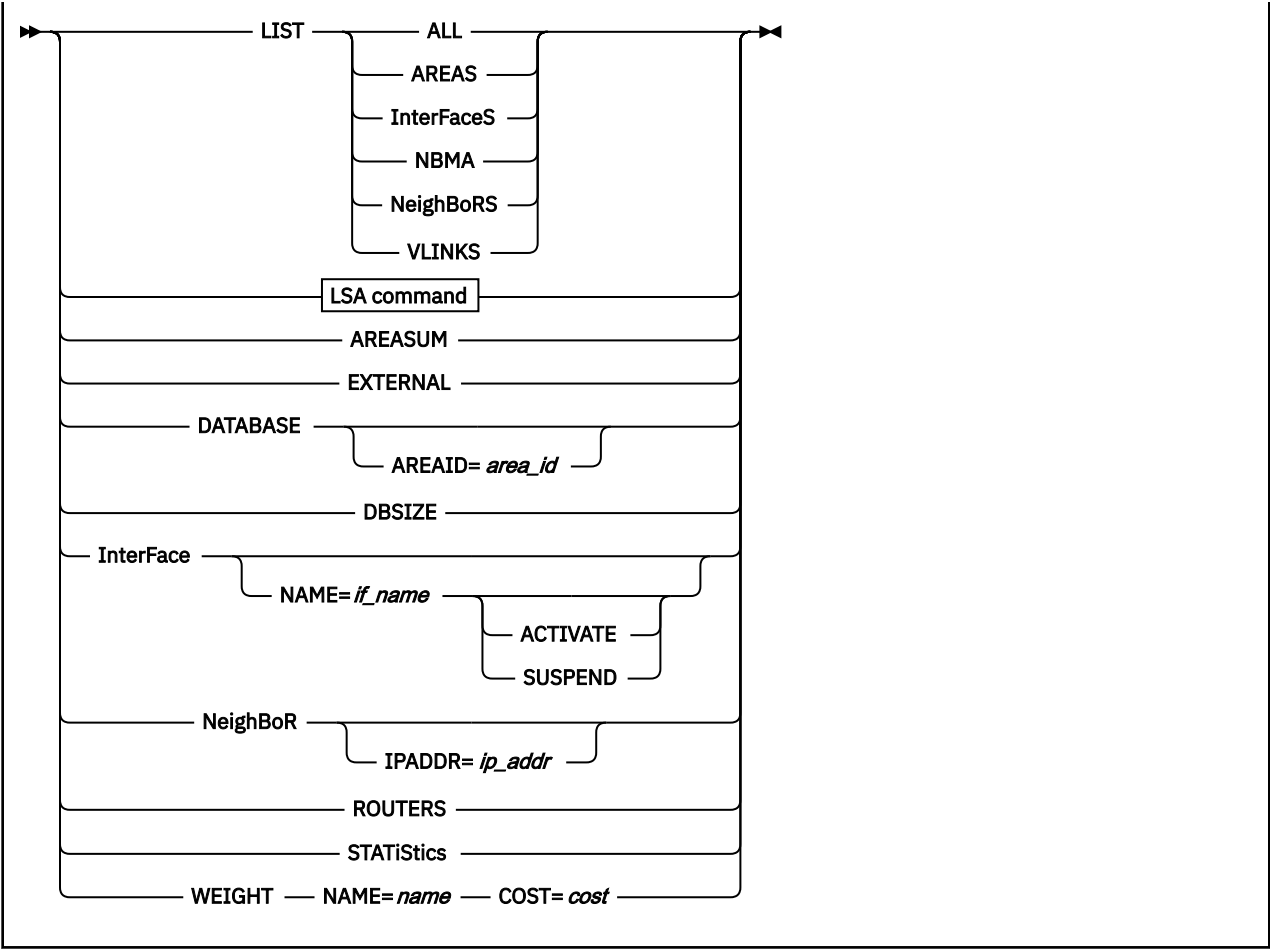 LIST ALL
AREAS
InterFaceS
NBMA
NeighBoRS
VLINKS
LSA command
AREASUM
EXTERNAL
DATABASE
AREAID= area_id
DBSIZE
InterFace
NAME= if_name
ACTIVATE
SUSPEND
NeighBoR
IPADDR= ip_addr
ROUTERS
STATiStics
WEIGHT NAME= name COST= cost